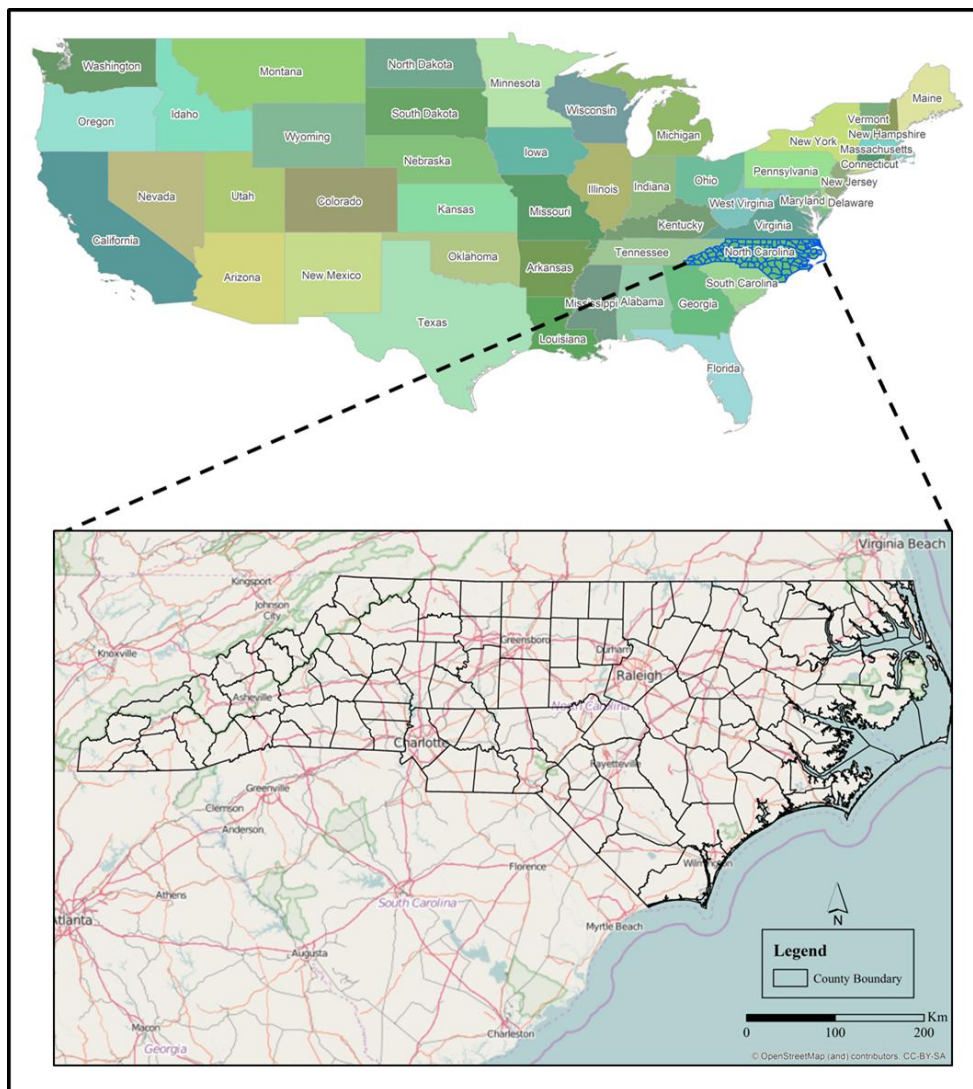 Washington
Montana
North Dakota
Minnesota
Maine
Oregon
Idaho
South Dakota
Wisconsin
Michigan
Vermont
New Hampshire
New York
Massachusetts
Connecticut
Wyoming
Nebraska
Iowa
Pennsylvania
New Jersey
Nevada
Utah
Colorado
Kansas
Missouri
Illinois
Indiana
Ohio
West Virginia
Maryland
Delaware
California
Kentucky
Virginia
Arizona
New Mexico
Oklahoma
Arkansas
Tennessee
North Carolina
South Carolina
Texas
Mississippi
Alabama
Georgia
Louisiana
Florida
Virginia Beach
Kingsport
Johnson
City
Knoxville
Greensboro
Durham
Raleigh
Asheville
North Carolina
Charlotte
Fayetteville
Greenville
Clemson
Anderson
Wilmington
Florence
Athens
South Carolina
Atlanta
Myrtle Beach
Augusta
N
Legend
County Boundary
Macon
Georgia
Charleston
Km
0 100 200
© OpenStreetMap (and) contributors, CC-BY-SA